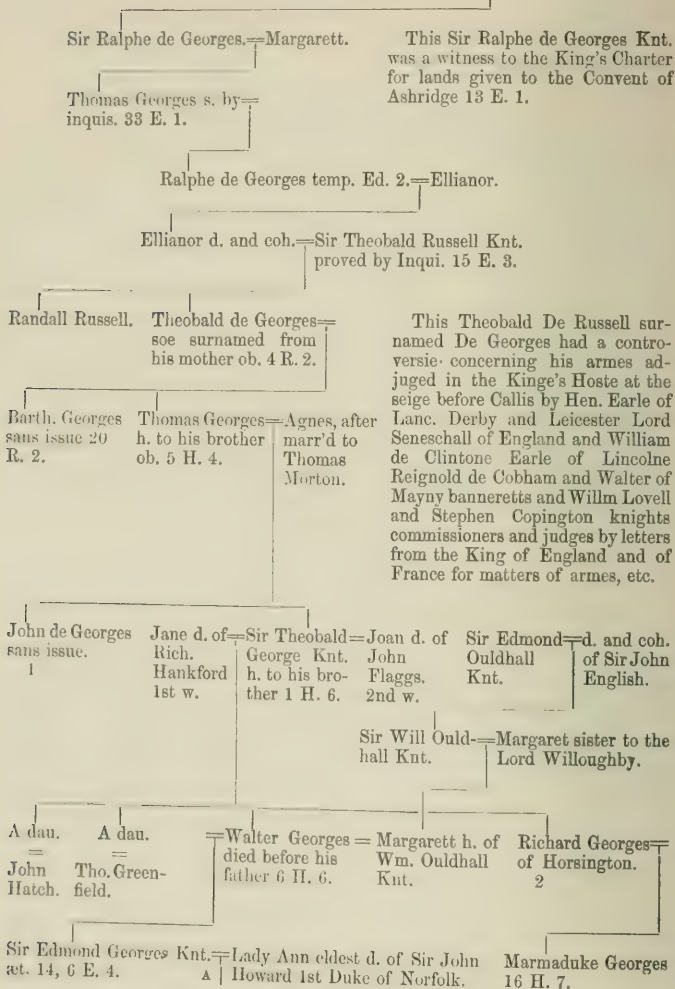 Sir Ralphe de Georges.=Margarett.
This Sir Ralphe de Georges Knt.
was a witness to the King's Charter
for lands given to the Convent of
Ashridge 13 E. 1.
Thomas Georges s. by=
inquis. 33 E. 1.
Ralphe de Georges temp. Ed. 2.=Ellianor.
Ellianor d. and coh.=Sir Theobald Russell Knt.
proved by Inqui. 15 E. 3.
Randall Russell.
Theobald de Georges=
soe surnamed from
his mother ob. 4 R. 2.
This Theobald De Russell sur-
named De Georges had a contro-
versie concerning his armes ad-
juged in the Kinge's Hoste at the
seige before Callis by Hen. Earle of
Lanc. Derby and Leicester Lord
Seneschall of England and William
de Clintone Earle of Lincolne
Reignold de Cobham and Walter of
Mayny bannerets and Willm Lovell
and Stephen Copington knights
commissioners and judges by letters
from the King of England and of
France for matters of armes, etc.
Barth. Georges
sans issue 20
R. 2.
Thomas Georges=
h. to his brother
ob. 5 H. 4.
Agnes, after
marr'd to
Thomas
Morton.
John de Georges
sans issue.
1
Jane d. of=
Rich.
Hankford
1st w.
Sir Theobald=
George Knt.
h. to his bro-
ther 1 H. 6.
Joan d. of
John
Flaggs.
2nd w.
Sir Edmond=
Ouldhall
Knt.
d. and coh.
of Sir John
English.
Sir Will Ould-=
hall Knt.
Margaret sister to the
Lord Willoughby.
A dau.
=
John
Hatch.
A dau.
=
Tho. Green-
field.
=Walter Georges =
died before his
father 6 H. 6.
Margarett h. of
Wm. Ouldhall
Knt.
Richard Georges=
of Horsington.
2
Sir Edmond Georges Knt.=
æt. 14, 6 E. 4.
A
Lady Ann eldest d. of Sir John
Howard 1st Duke of Norfolk.
Marmaduke Georges
16 H. 7.